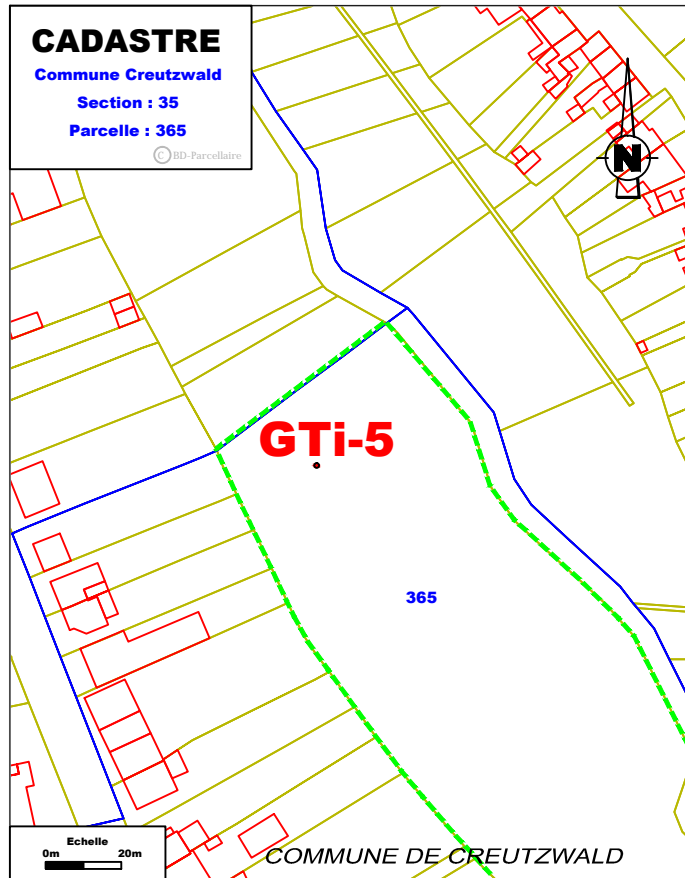 CADASTRE
Commune Creutzwald
Section : 35
Parcelle : 365
C BD-Parcellaire
N
GTi-5
365
Echelle
0m 20m
COMMUNE DE CREUTZWALD